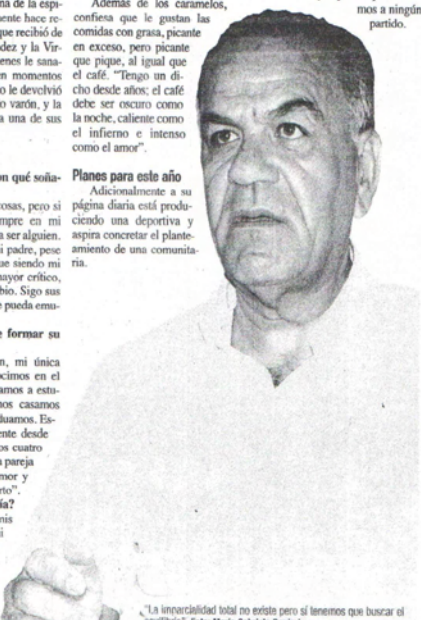 na de la espi-
ente hace re-
que recibió de
dez y la Vir-
enes le sana-
en momentos
o le devolvió
o varón, y la
a una de sus
on qué soña-
osas, pero si
mpre en mi
a ser alguien.
i padre, pese
ue siendo mi
mayor crítico,
bio. Sigo sus
e pueda emu-
e formar su
n, mi única
ocimos en el
amos a estu-
nos casamos
duamos. Es-
ente desde
os cuatro
a pareja
mor y
rto".
ía?
mis
i
Además de los caramelos,
confiesa que le gustan las
comidas con grasa, picante
en exceso, pero picante
que pique, al igual que
el café. "Tengo un di-
cho desde años; el café
debe ser oscuro como
la noche, caliente como
el infierno e intenso
como el amor".
Planes para este año
Adicionalmente a su
página diaria está produ-
ciendo una deportiva y
aspira concretar el plante-
amiento de una comunita-
ria.
mos a ningún
partido.
"La imparcialidad total no existe pero sí tenemos que buscar el